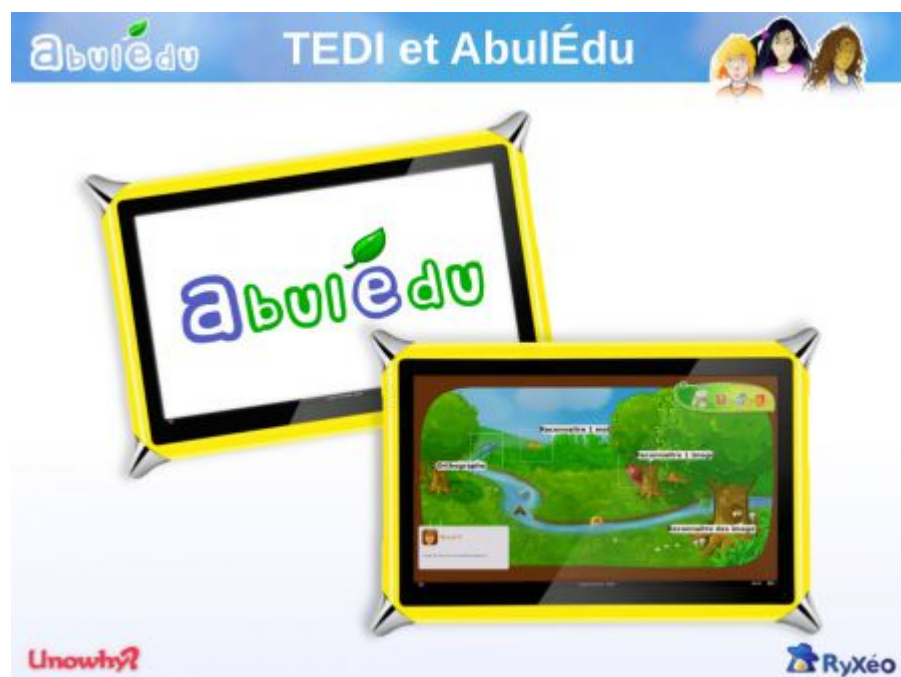 abulÉdu
TEDI et AbulÉdu
abulédu
Reconnaître 1 mot
Reconnaître 1 image
Orthographe
Reconnaître des images
Unowhy?
RyXéo